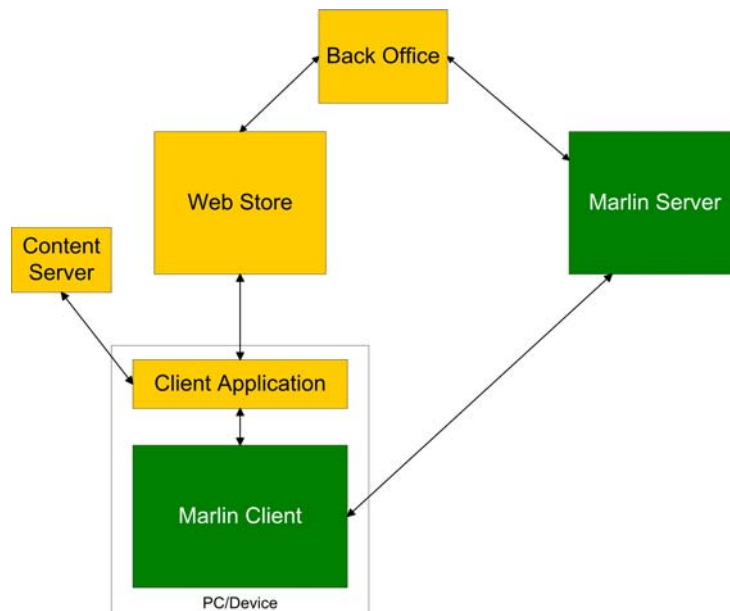 Back Office
Web Store
Marlin Server
Content
Server
Client Application
Marlin Client
PC/Device